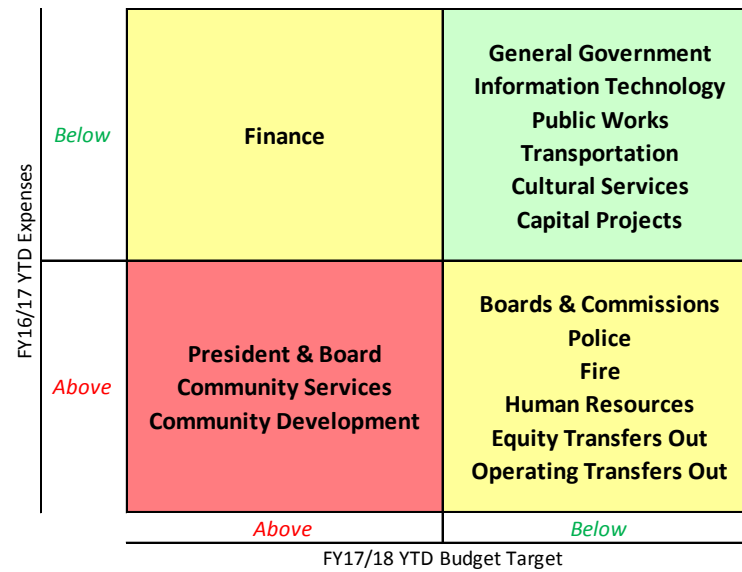 FY16/17 YTD Expenses
Below
Finance
General Government
Information Technology
Public Works
Transportation
Cultural Services
Capital Projects
Above
President & Board
Community Services
Community Development
Boards & Commissions
Police
Fire
Human Resources
Equity Transfers Out
Operating Transfers Out
Above
Below
FY17/18 YTD Budget Target